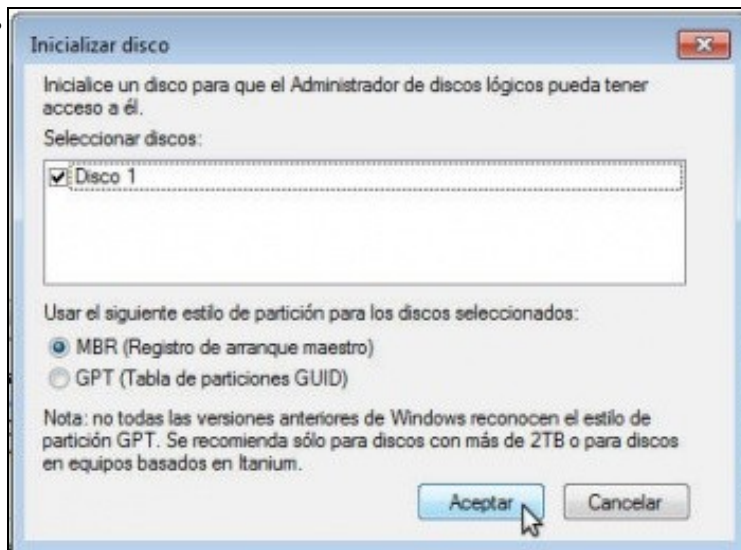 Inicializar disco
Inicialice un disco para que el Administrador de discos lógicos pueda tener
acceso a él.
Seleccionar discos:
Disco 1
Usar el siguiente estilo de partición para los discos seleccionados:
MBR (Registro de arranque maestro)
GPT (Tabla de particiones GUID)
Nota: no todas las versiones anteriores de Windows reconocen el estilo de
partición GPT. Se recomienda sólo para discos con más de 2TB o para discos
en equipos basados en Itanium.
Aceptar Cancelar